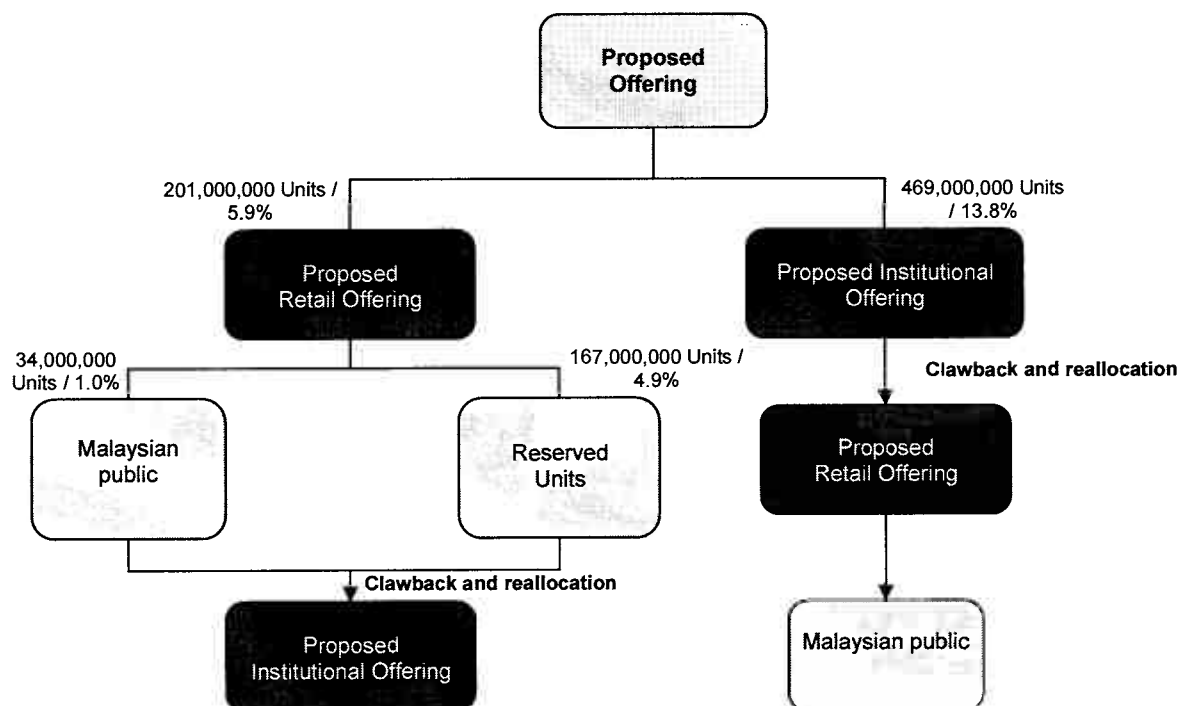 Proposed
Offering
201,000,000 Units /
5.9%
469,000,000 Units
/ 13.8%
Proposed
Retail Offering
Proposed Institutional
Offering
34,000,000
Units / 1.0%
167,000,000 Units /
4.9%
Clawback and reallocation
Malaysian
public
Reserved
Units
Proposed
Retail Offering
Clawback and reallocation
Proposed
Institutional Offering
Malaysian public